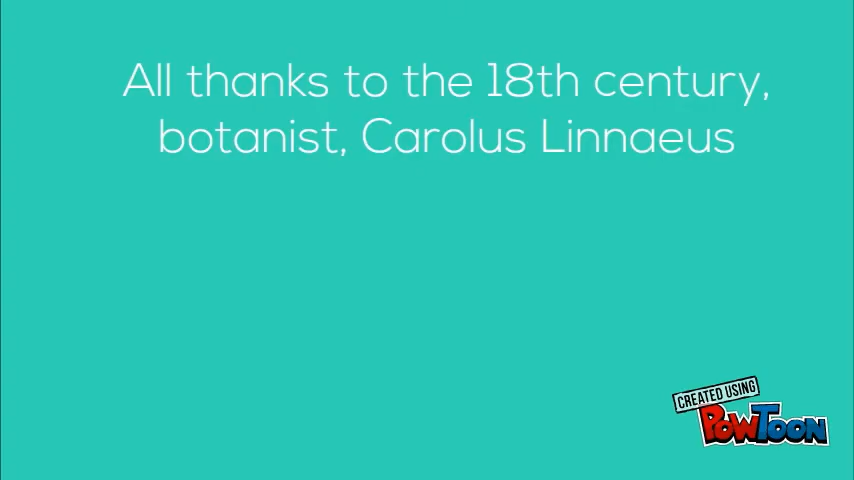 All thanks to the 18th century,
botanist, Carolus Linnaeus
CREATED USING
POWTOON